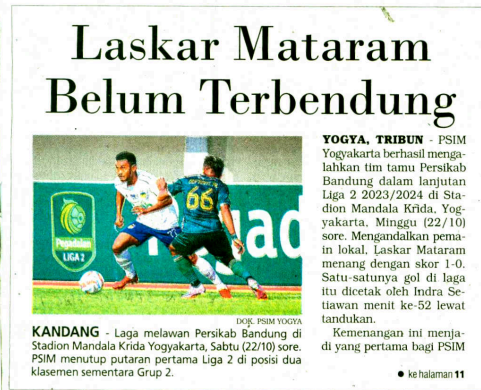 Laskar Mataram
Belum Terbendung
Pegadaian
LIGA 2
66
uad
DOK. PSIM YOGYA
KANDANG - Laga melawan Persikab Bandung di
Stadion Mandala Krida Yogyakarta, Sabtu (22/10) sore.
PSIM menutup putaran pertama Liga 2 di posisi dua
klasemen sementara Grup 2.
YOGYA, TRIBUN - PSIM
Yogyakarta berhasil menga-
lahkan tim tamu Persikab
Bandung dalam lanjutan
Liga 2 2023/2024 di Sta-
dion Mandala Krida, Yog-
yakarta, Minggu (22/10)
sore. Mengandalkan pema-
in lokal, Laskar Mataram
menang dengan skor 1-0.
Satu-satunya gol di laga
itu dicetak oleh Indra Se-
tiawan menit ke-52 lewat
tandukan.
Kemenangan ini menja-
di yang pertama bagi PSIM
● ke halaman 11